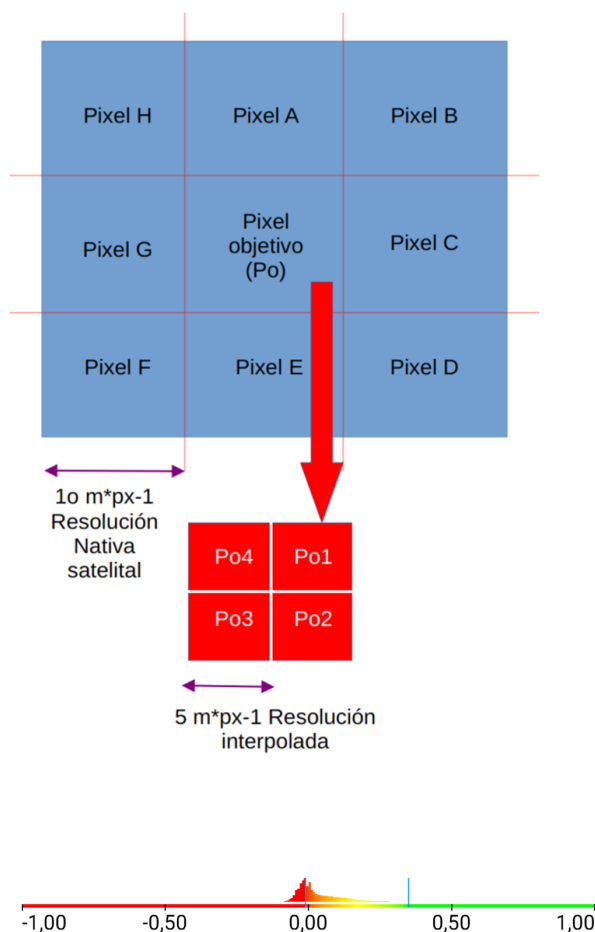 Pixel H
Pixel A
Pixel B
Pixel G
Pixel
objetivo
(Po)
Pixel C
Pixel F
Pixel E
Pixel D
1o m*px-1
Resolución
Nativa
satelital
Po4
Po1
Po3
Po2
5 m*px-1 Resolución
interpolada
-1,00
-0,50
0,00
0,50
1,00